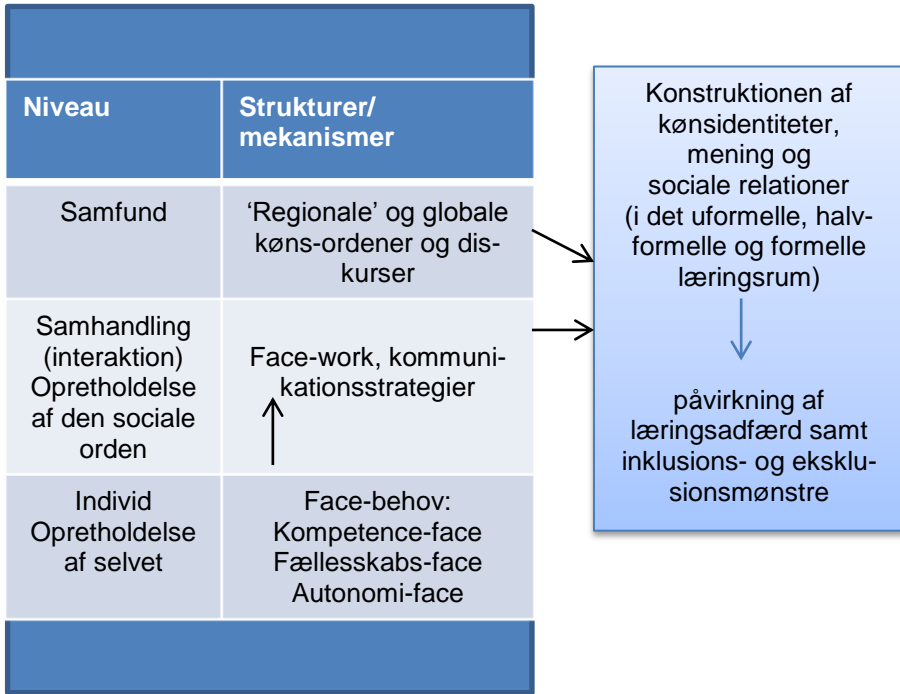 Niveau
Strukturer/
mekanismer
Samfund
‘Regionale’ og globale
køns-ordener og dis-
kurser
Samhandling
(interaktion)
Opretholdelse
af den sociale
orden
Face-work, kommuni-
kationsstrategier
Individ
Opretholdelse
af selvet
Face-behov:
Kompetence-face
Fællesskabs-face
Autonomi-face
Konstruktionen af
kønsidentiteter,
mening og
sociale relationer
(i det uformelle, halv-
formelle og formelle
læringsrum)
påvirkning af
læringsadfærd samt
inklusions- og eksklu-
sionsmønstre